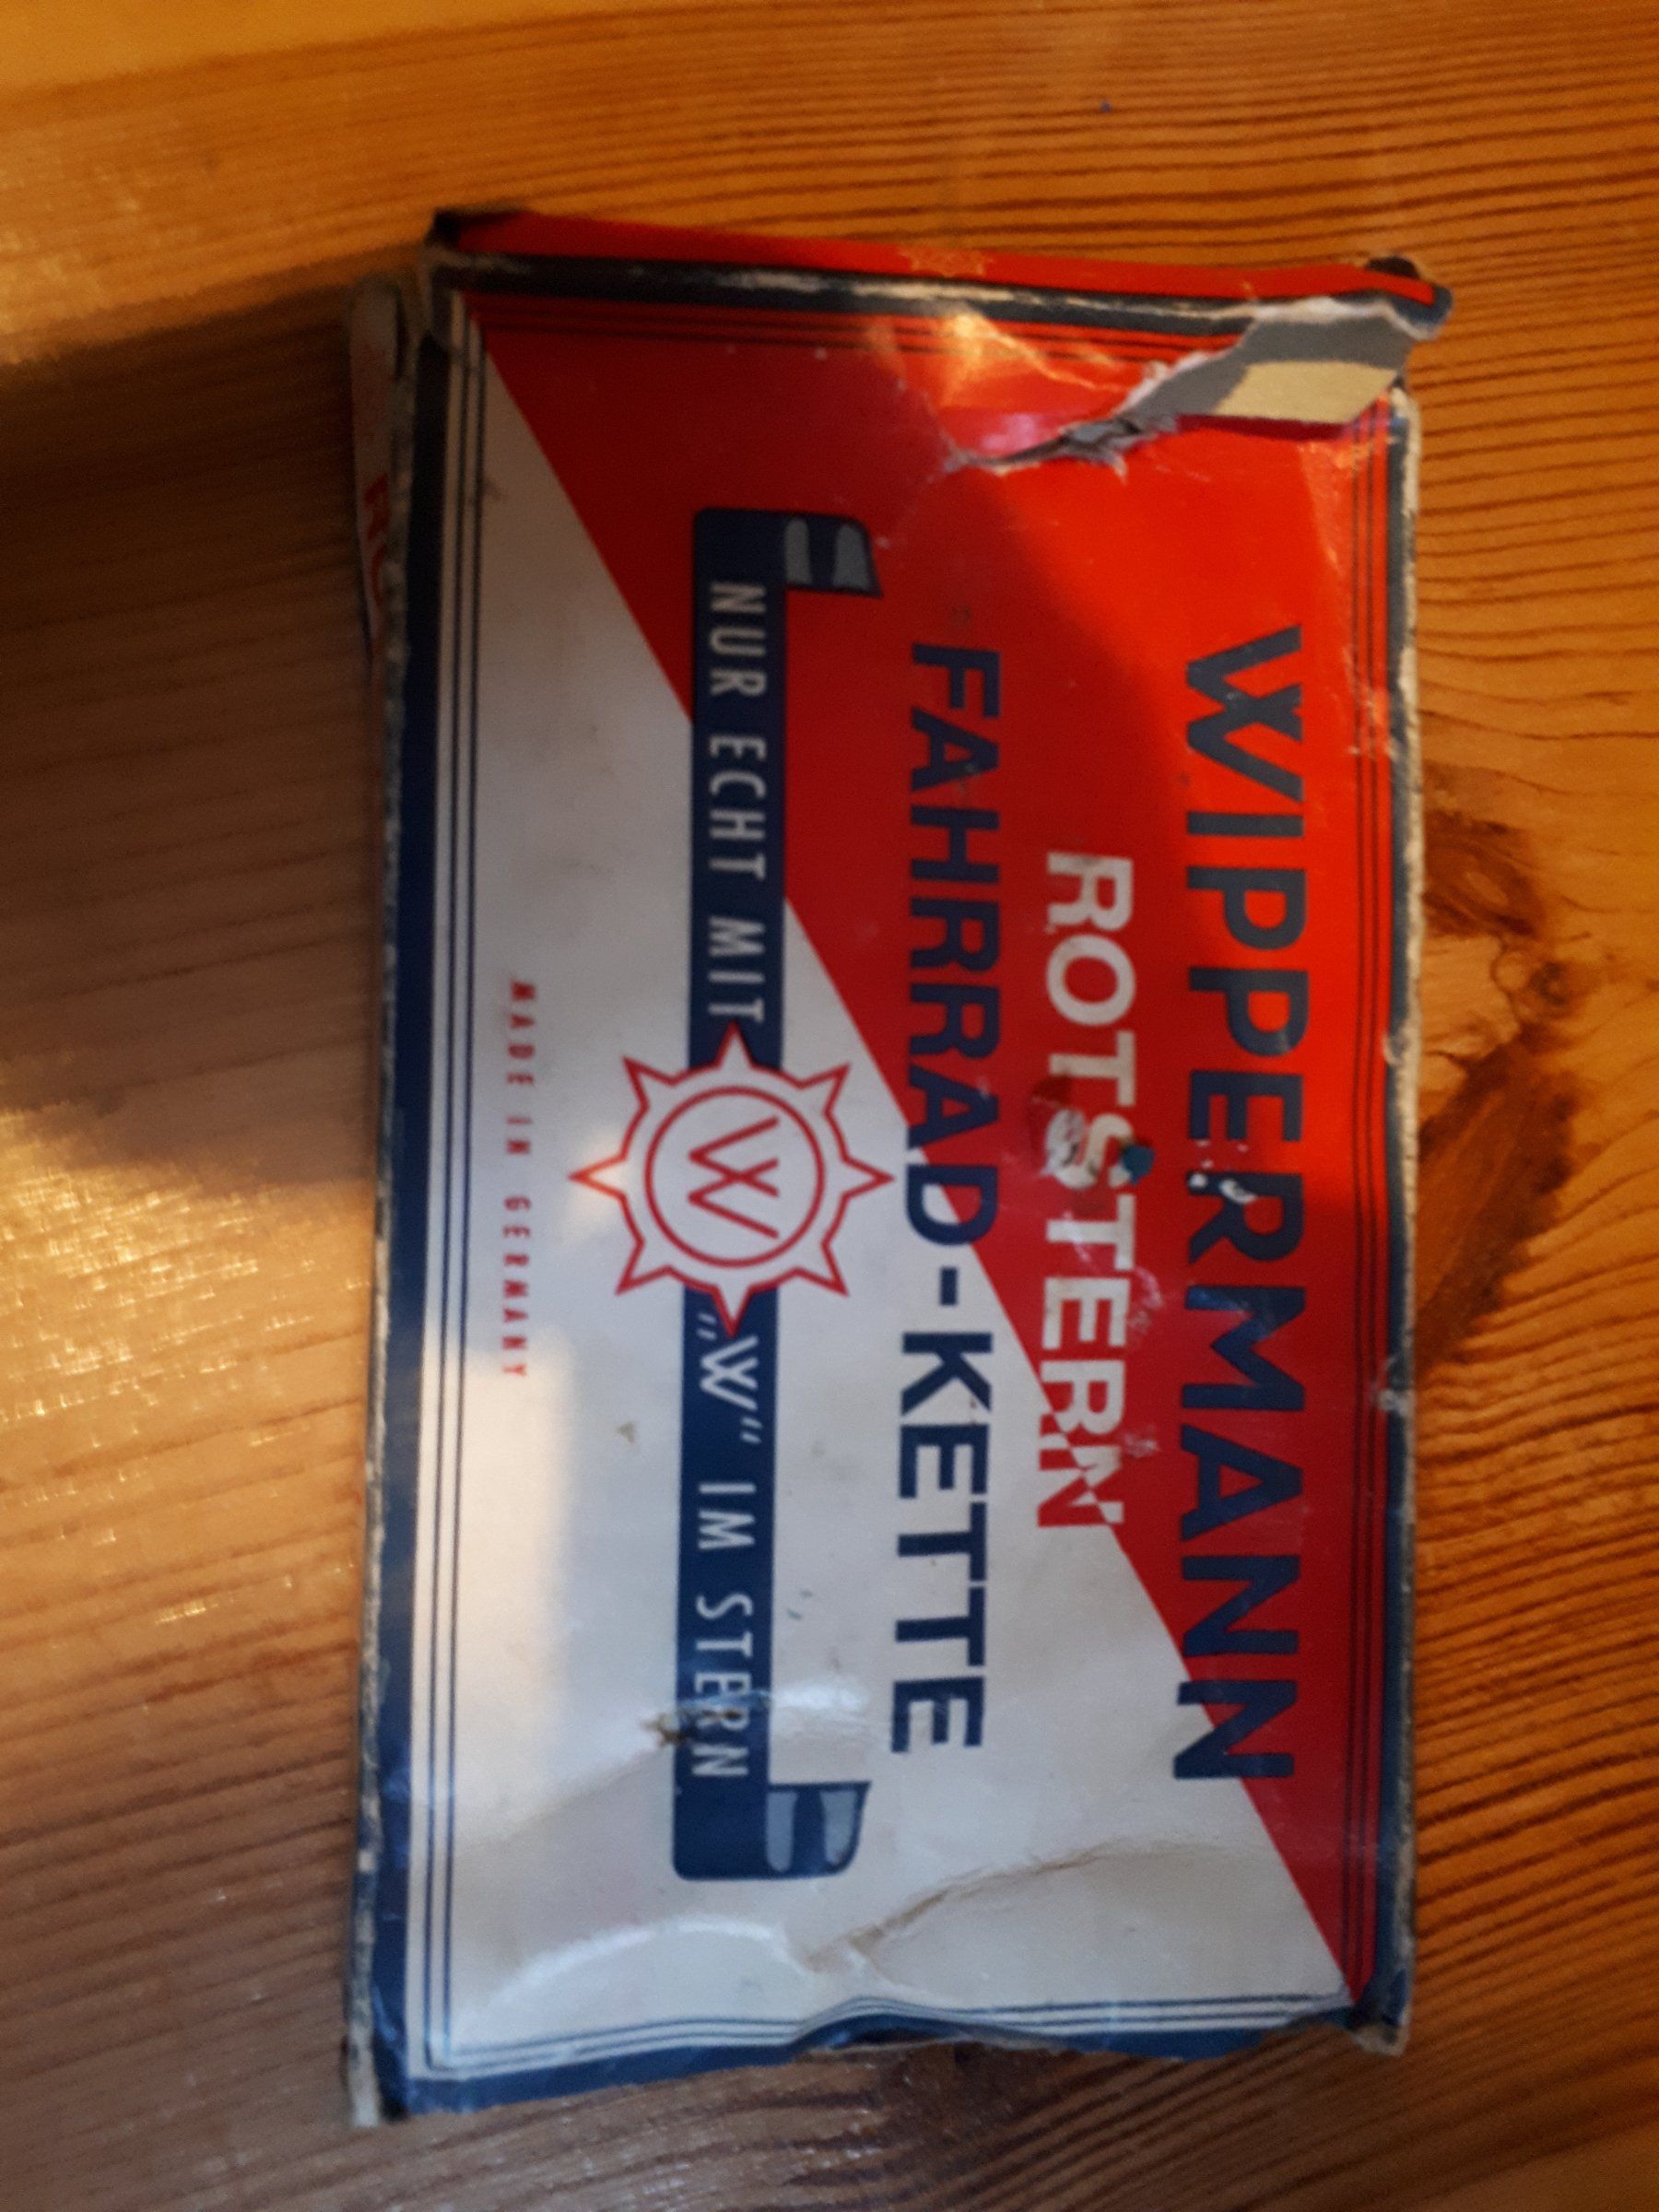 WIPPERMANN
ROTSTERN
FAHRRAD-KETTE
NUR ECHT MIT W „W“ IM STERN
MADE IN GERMANY